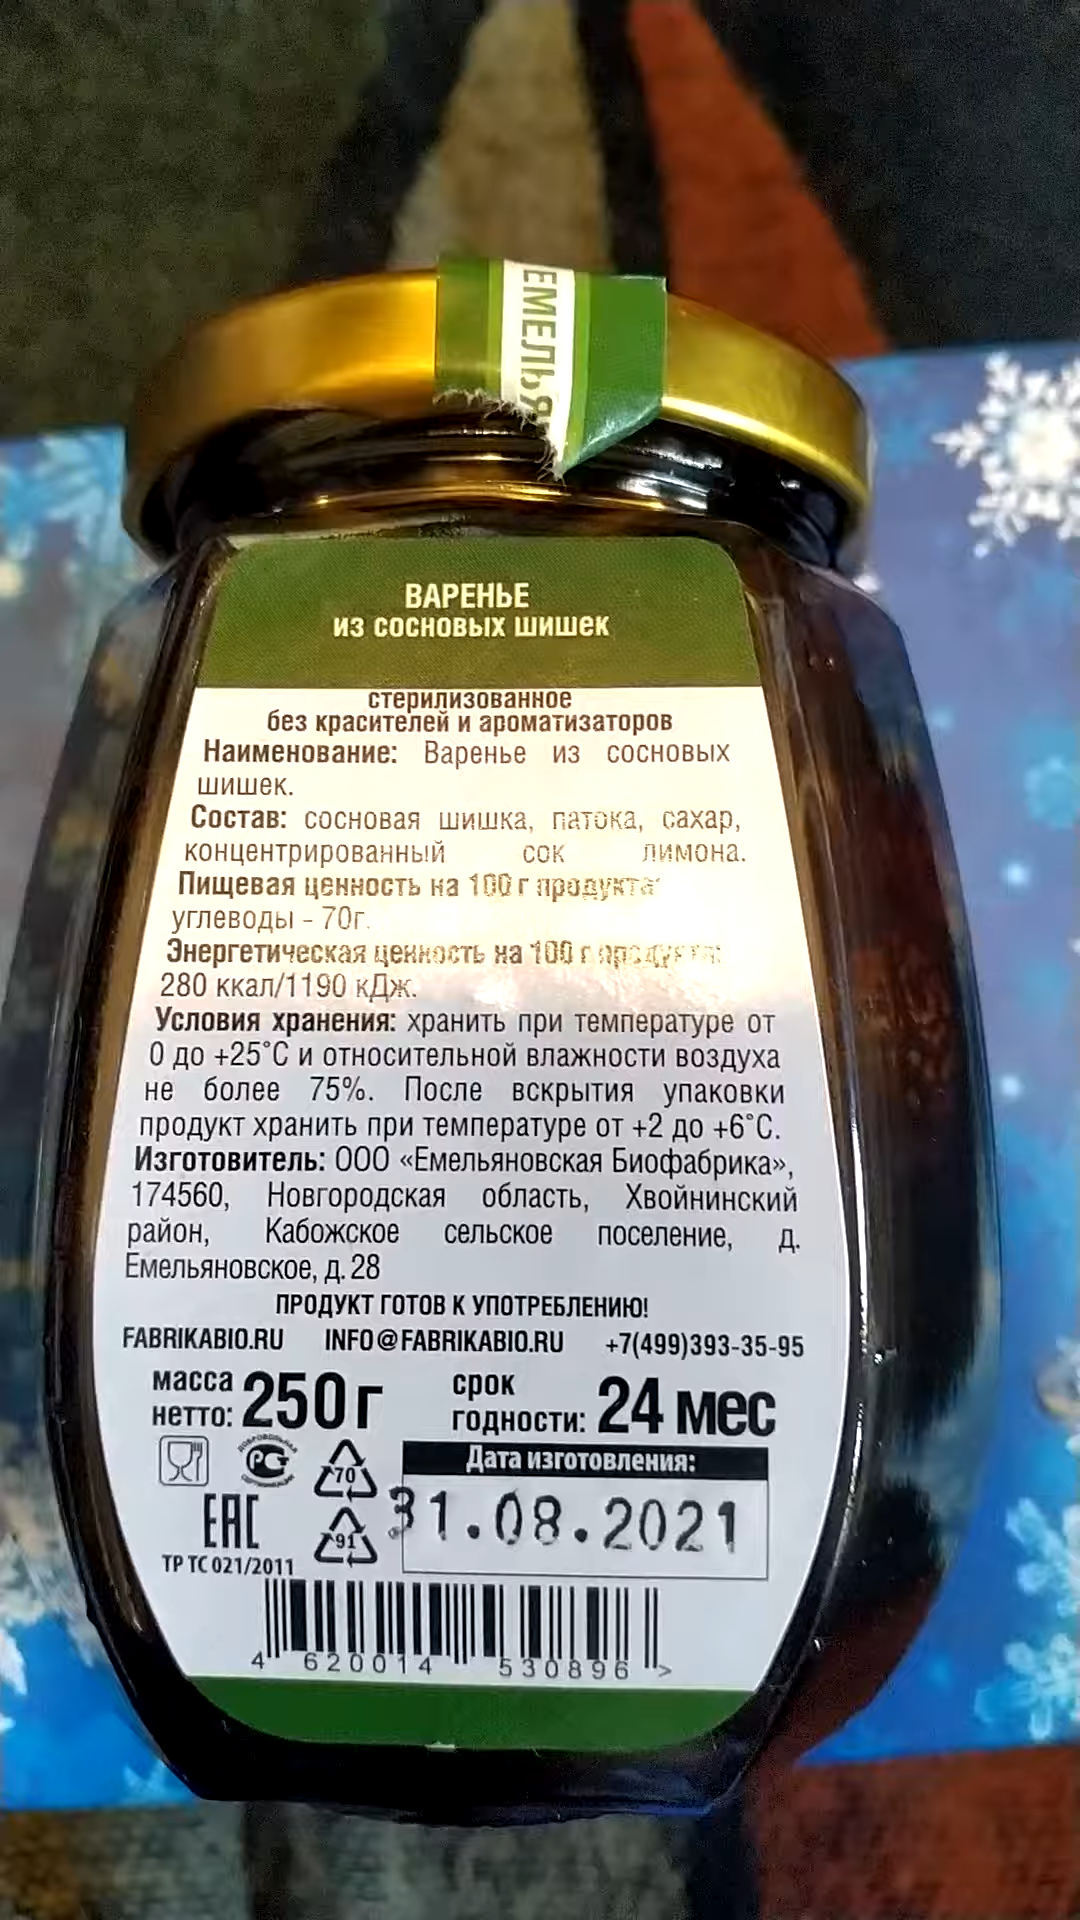 ЕМЕЛЬЯ
ВАРЕНЬЕ
ИЗ СОСНОВЫХ ШИШЕК
стерилизованное
без красителей и ароматизаторов
Наименование: Варенье из сосновых
шишек.
Состав: сосновая шишка, патока, сахар,
концентрированный сок лимона.
Пищевая ценность на 100 г продукта:
углеводы - 70г.
Энергетическая ценность на 100 г продукта:
280 ккал/1190 кДж.
Условия хранения: хранить при температуре от
0 до +25°С и относительной влажности воздуха
не более 75%. После вскрытия упаковки
продукт хранить при температуре от +2 до +6°С.
Изготовитель: ООО «Емельяновская Биофабрика»,
174560, Новгородская область, Хвойнинский
район, Кабожское сельское поселение, д.
Емельяновское, д. 28
ПРОДУКТ ГОТОВ К УПОТРЕБЛЕНИЮ!
FABRIKABIO.RU INFO@FABRIKABIO.RU +7(499)393-35-95
масса нетто: 250 г срок годности: 24 мес
ДОБРОВОЛЬНАЯ СЕРТИФИКАЦИЯ
70
Дата изготовления:
31.08.2021
ЕАС
91
ТР ТС 021/2011
4 620014 530896 >